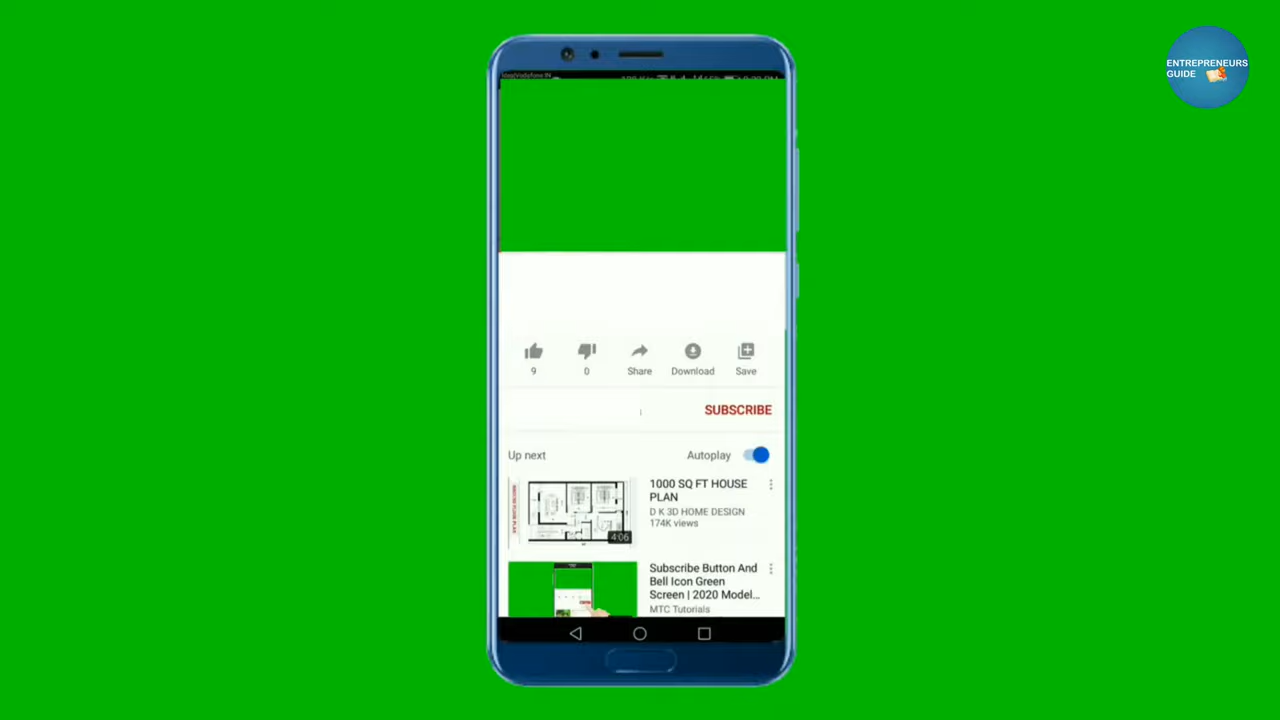 ENTREPRENEURS
GUIDE
9
0
Share
Download
Save
SUBSCRIBE
Up next
Autoplay
1000 SQ FT HOUSE
PLAN
D K 3D HOME DESIGN
174K views
4:06
Subscribe Button And
Bell Icon Green
Screen | 2020 Model...
MTC Tutorials